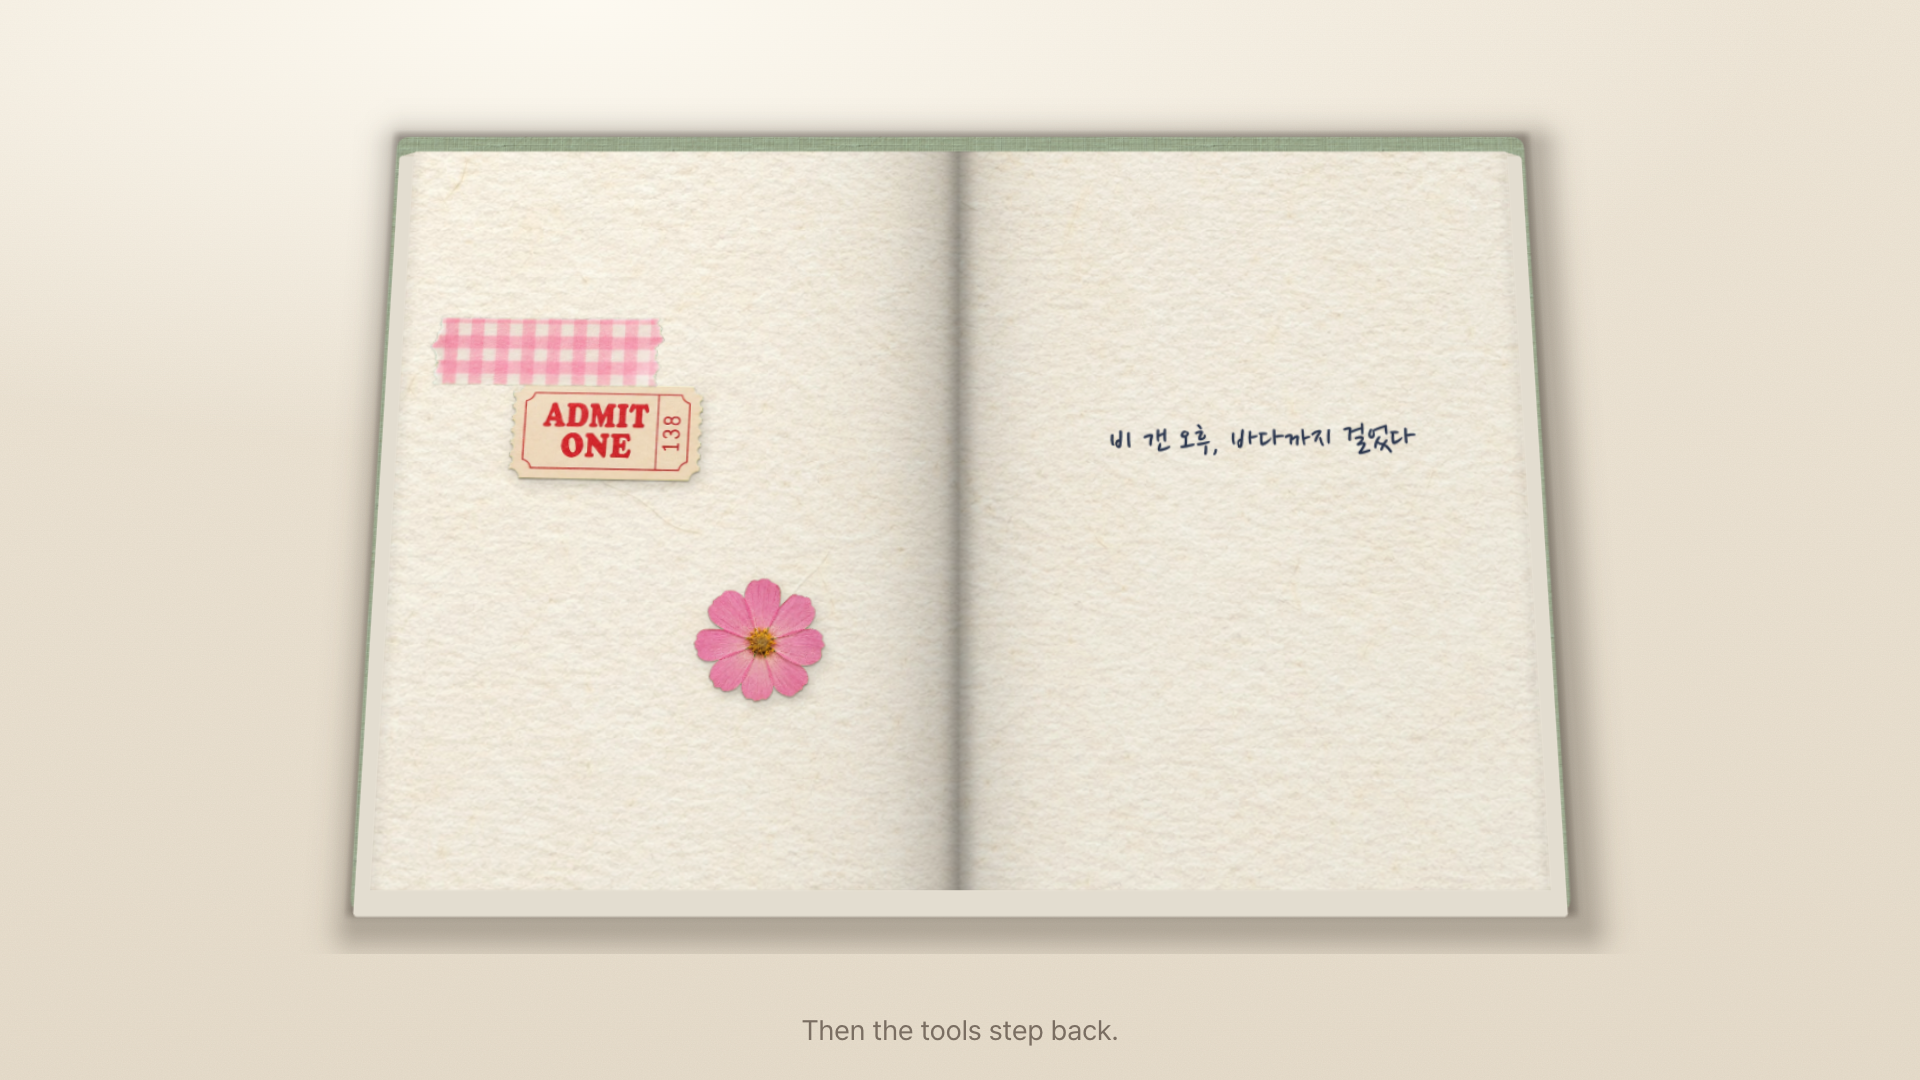 ADMIT
ONE
138
비 갠 오후, 바다까지 걸었다
Then the tools step back.